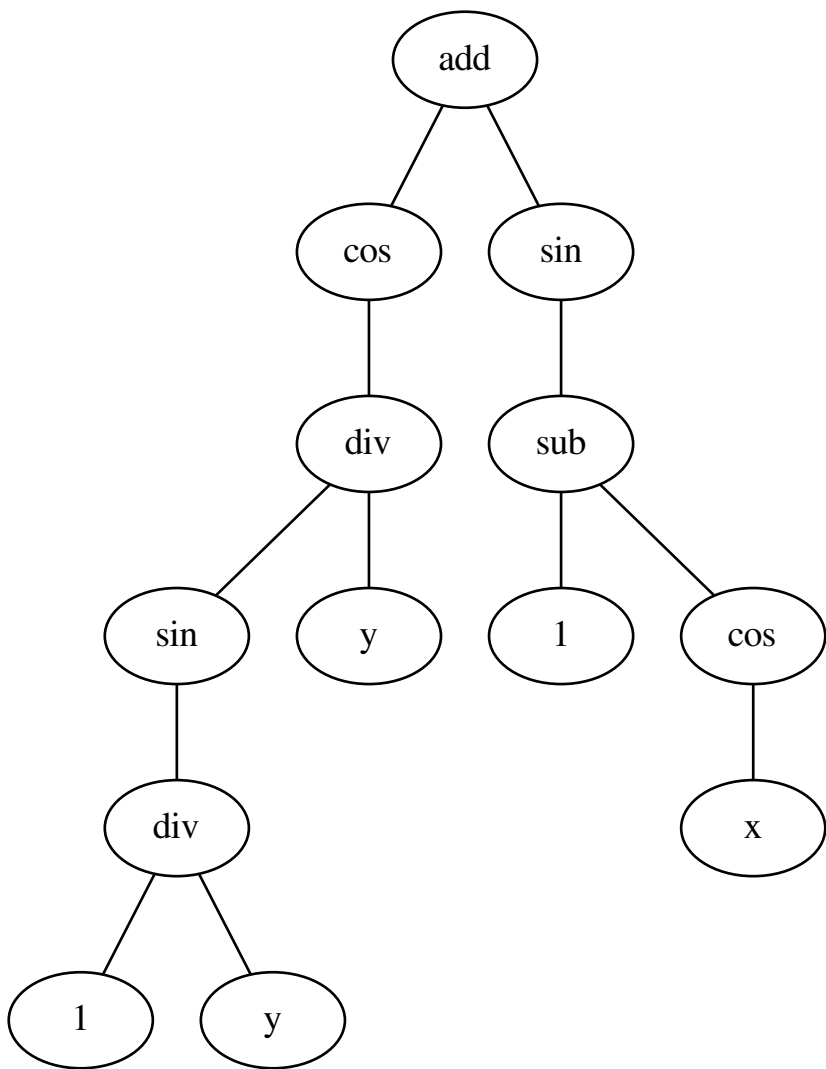 add
cos sin
div sub
sin y 1 cos
div x
1 y